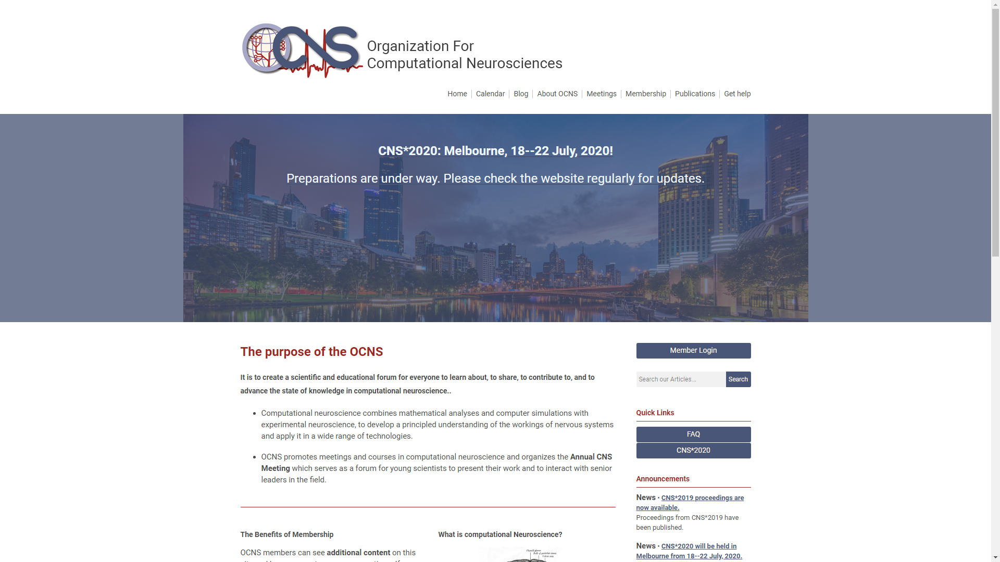 OCNS
Organization For
Computational Neurosciences
Home
Calendar
Blog
About OCNS
Meetings
Membership
Publications
Get help
CNS*2020: Melbourne, 18--22 July, 2020!
Preparations are under way. Please check the website regularly for updates.
The purpose of the OCNS
It is to create a scientific and educational forum for everyone to learn about, to share, to contribute to, and to
advance the state of knowledge in computational neuroscience..
Computational neuroscience combines mathematical analyses and computer simulations with
experimental neuroscience, to develop a principled understanding of the workings of nervous systems
and apply it in a wide range of technologies.
OCNS promotes meetings and courses in computational neuroscience and organizes the Annual CNS
Meeting which serves as a forum for young scientists to present their work and to interact with senior
leaders in the field.
The Benefits of Membership
OCNS members can see additional content on this
What is computational Neuroscience?
Member Login
Search our Articles...
Search
Quick Links
FAQ
CNS*2020
Announcements
News • CNS*2019 proceedings are
now available.
Proceedings from CNS*2019 have
been published.
News • CNS*2020 will be held in
Melbourne from 18--22 July, 2020.